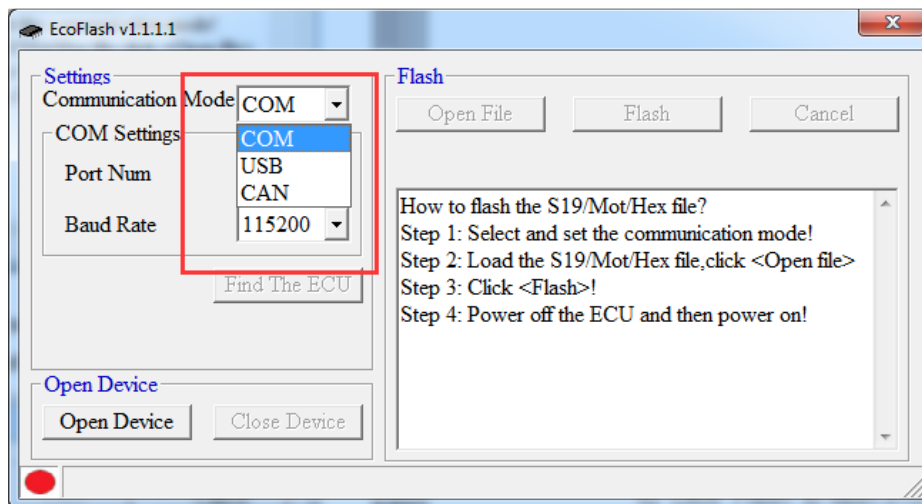 EcoFlash v1.1.1.1
Settings
Communication Mode COM
COM
USB
CAN
COM Settings
Port Num
Baud Rate 115200
Find The ECU
Open Device
Open Device Close Device
Flash
Open File Flash Cancel
How to flash the S19/Mot/Hex file?
Step 1: Select and set the communication mode!
Step 2: Load the S19/Mot/Hex file,click <Open file>
Step 3: Click <Flash>!
Step 4: Power off the ECU and then power on!